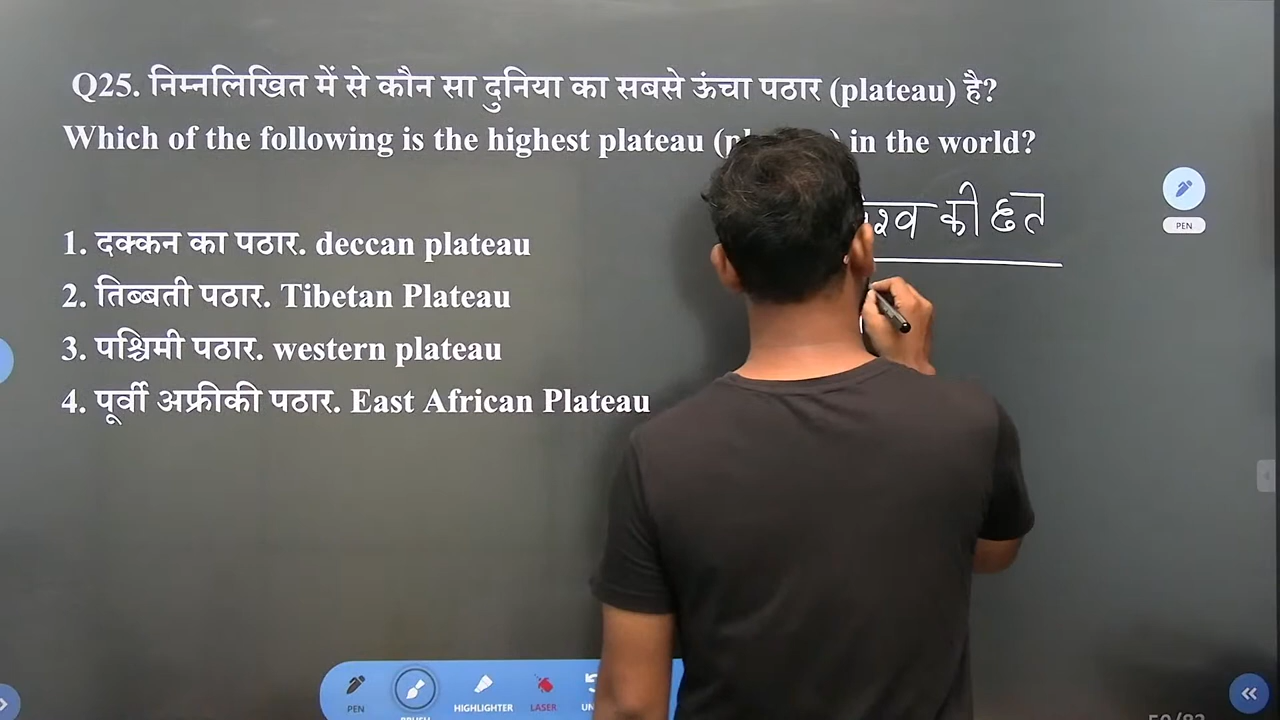 Q25. निम्नलिखित में से कौन सा दुनिया का सबसे ऊंचा पठार (plateau) है?
Which of the following is the highest plateau in the world?
की छत
1. दक्कन का पठार. deccan plateau
2. तिब्बती पठार. Tibetan Plateau
3. पश्चिमी पठार. western plateau
4. पूर्वी अफ्रीकी पठार. East African Plateau
PEN
PEN
HIGHLIGHTER
LASER